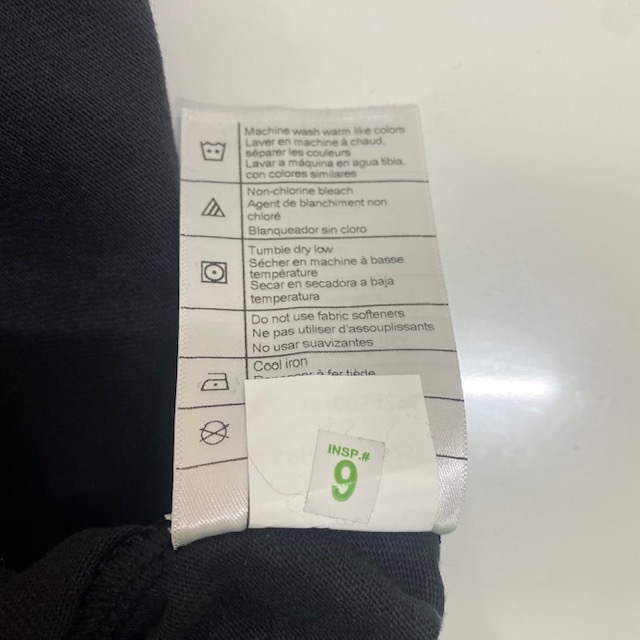 Machine wash warm like colors
Laver en machine à chaud,
séparer les couleurs
Lavar a máquina en agua tibia,
con colores similares
Non-chlorine bleach
Agent de blanchiment non
chloré
Blanqueador sin cloro
Tumble dry low
Sécher en machine à basse
température
Secar en secadora a baja
temperatura
Do not use fabric softeners
Ne pas utiliser d'assouplissants
No usar suavizantes
Cool iron
à fer tiède
INSP.#
9